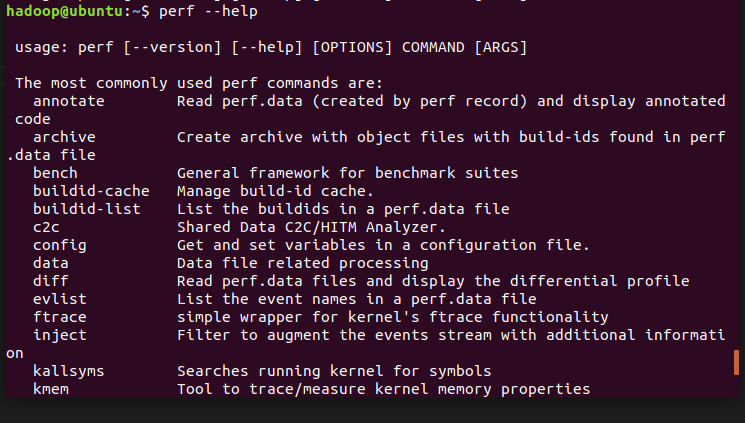 hadoop@ubuntu:~$ perf --help

 usage: perf [--version] [--help] [OPTIONS] COMMAND [ARGS]

 The most commonly used perf commands are:
   annotate        Read perf.data (created by perf record) and display annotated
 code
   archive         Create archive with object files with build-ids found in perf
.data file
   bench           General framework for benchmark suites
   buildid-cache   Manage build-id cache.
   buildid-list    List the buildids in a perf.data file
   c2c             Shared Data C2C/HITM Analyzer.
   config          Get and set variables in a configuration file.
   data            Data file related processing
   diff            Read perf.data files and display the differential profile
   evlist          List the event names in a perf.data file
   ftrace          simple wrapper for kernel's ftrace functionality
   inject          Filter to augment the events stream with additional informati
on
   kallsyms        Searches running kernel for symbols
   kmem            Tool to trace/measure kernel memory properties